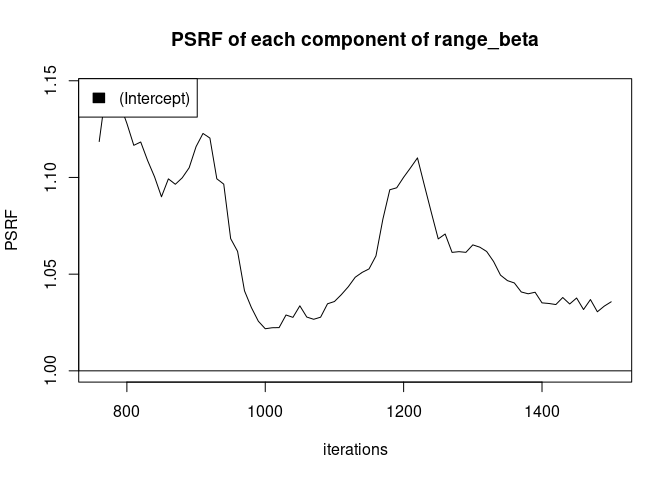 PSRF of each component of range_beta
(Intercept)
PSRF
1.15
1.10
1.05
1.00
800 1000 1200 1400
iterations